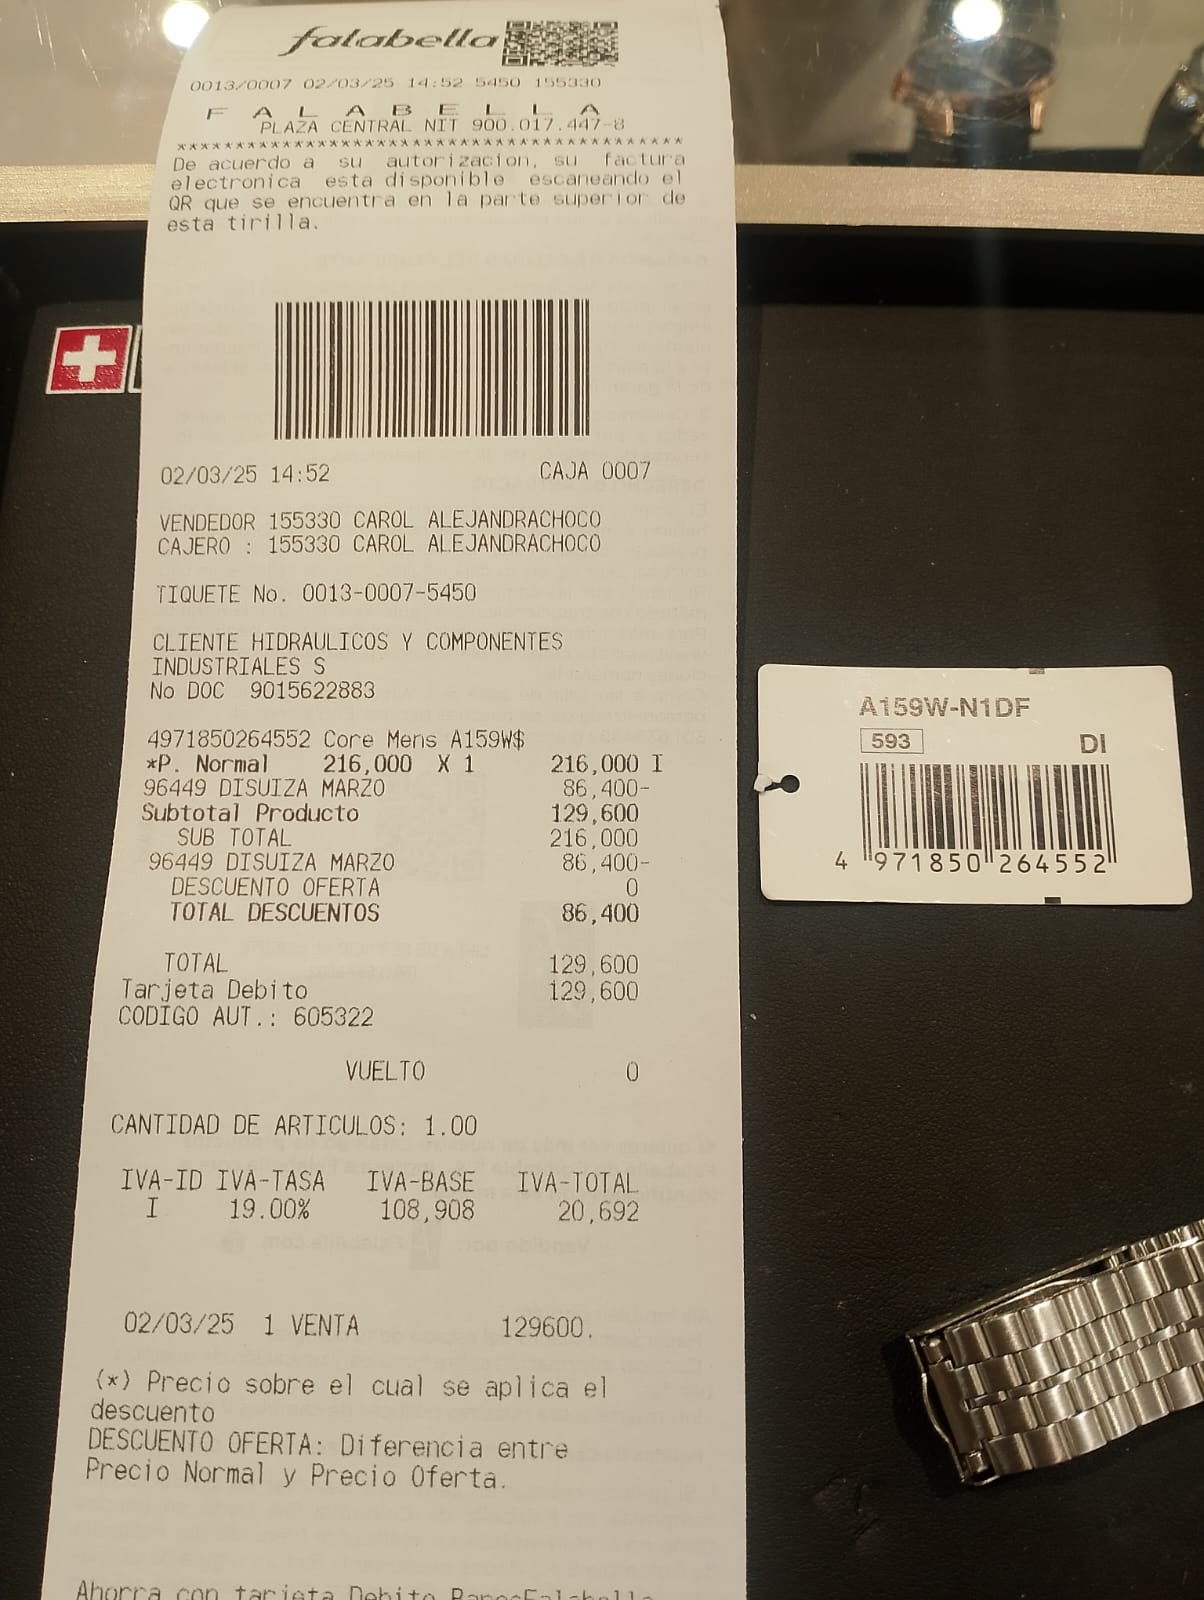 falabella
0013/0007 02/03/25 14:52 5450 155330
F A L A B E L L A
PLAZA CENTRAL NIT 900.017.447-8
******************************************
De acuerdo a su autorizacion, su factura
electronica esta disponible escaneando el
QR que se encuentra en la parte superior de
esta tirilla.
02/03/25 14:52 CAJA 0007
VENDEDOR 155330 CAROL ALEJANDRACHOCO
CAJERO : 155330 CAROL ALEJANDRACHOCO
TIQUETE No. 0013-0007-5450
CLIENTE HIDRAULICOS Y COMPONENTES
INDUSTRIALES S
No DOC 9015622883
4971850264552 Core Mens A159W$
*P. Normal 216,000 X 1 216,000 I
96449 DISUIZA MARZO 86,400-
Subtotal Producto 129,600
SUB TOTAL 216,000
96449 DISUIZA MARZO 86,400-
DESCUENTO OFERTA 0
TOTAL DESCUENTOS 86,400
TOTAL 129,600
Tarjeta Debito 129,600
CODIGO AUT.: 605322
VUELTO 0
CANTIDAD DE ARTICULOS: 1.00
IVA-ID IVA-TASA IVA-BASE IVA-TOTAL
I 19.00% 108,908 20,692
02/03/25 1 VENTA 129600.
(*) Precio sobre el cual se aplica el
descuento
DESCUENTO OFERTA: Diferencia entre
Precio Normal y Precio Oferta.
Ahorra con tarjeta Debito BancoFalabella
A159W-N1DF
593 DI
4 971850 264552